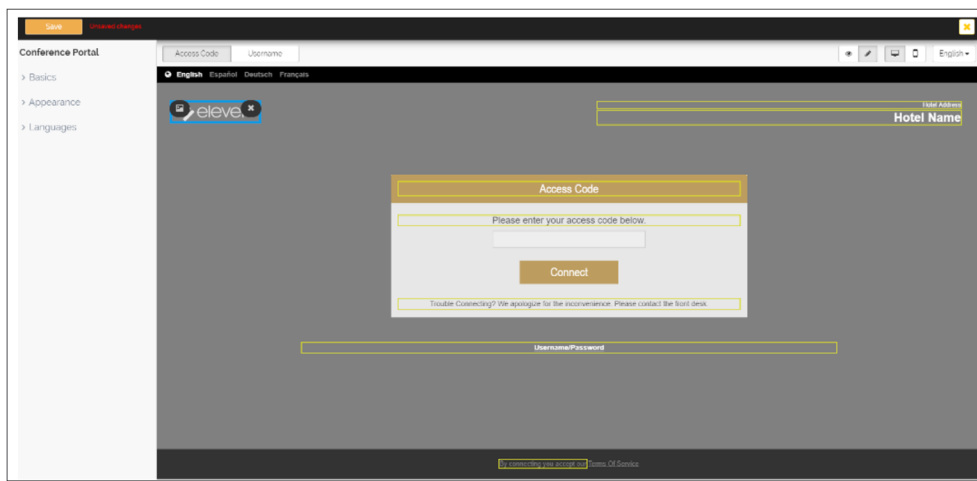 Save Unsaved changes
Conference Portal
Access Code Username English
> Basics
> Appearance
> Languages
English Español Deutsch Français
eleve
Hotel Address
Hotel Name
Access Code
Please enter your access code below.
Connect
Trouble Connecting? We apologize for the inconvenience. Please contact the front desk.
Username/Password
By connecting you accept our Terms Of Service